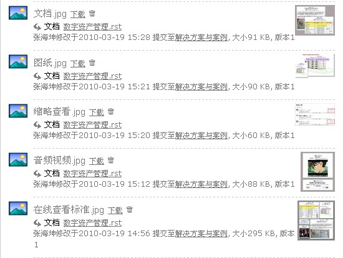 文档.jpg 下载
文档 数字资产管理.rst
张海坤修改于2010-03-19 15:28 提交至解决方案与案例, 大小91 KB, 版本1
图纸.jpg 下载
文档 数字资产管理.rst
张海坤修改于2010-03-19 15:21 提交至解决方案与案例, 大小90 KB, 版本1
缩略查看.jpg 下载
文档 数字资产管理.rst
张海坤修改于2010-03-19 15:20 提交至解决方案与案例, 大小60 KB, 版本1
音频视频.jpg 下载
文档 数字资产管理.rst
张海坤修改于2010-03-19 15:12 提交至解决方案与案例, 大小88 KB, 版本1
在线查看标准.jpg 下载
文档 数字资产管理.rst
张海坤修改于2010-03-19 14:56 提交至解决方案与案例, 大小295 KB, 版本
1